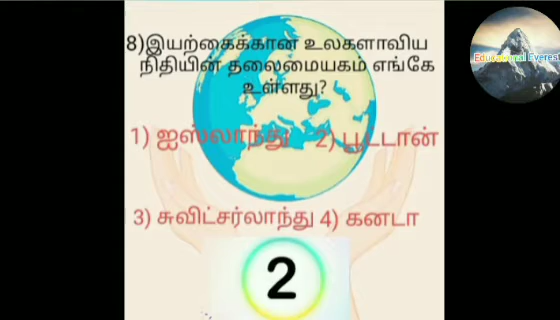 8)இயற்கைக்கான உலகளாவிய
நிதியின் தலைமையகம் எங்கே
உள்ளது?
1) ஐஸ்லாந்து 2) பூட்டான்
3) சுவிட்சர்லாந்து 4) கனடா
2
Educational Everest